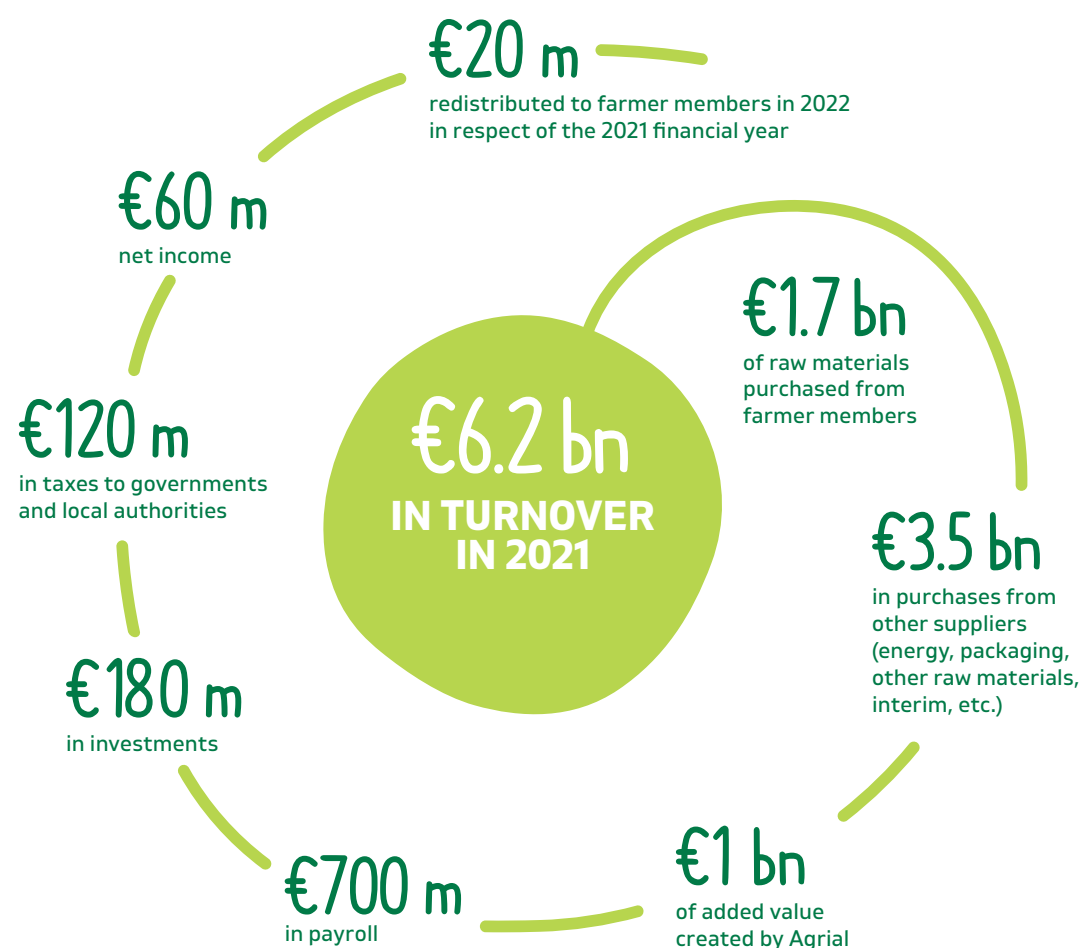 €6.2 bn
IN TURNOVER
IN 2021
€1.7 bn
of raw materials
purchased from
farmer members
€3.5 bn
in purchases from
other suppliers
(energy, packaging,
other raw materials,
interim, etc.)
€1 bn
of added value
created by Agrial
€700 m
in payroll
€180 m
in investments
€120 m
in taxes to governments
and local authorities
€60 m
net income
€20 m
redistributed to farmer members in 2022
in respect of the 2021 financial year